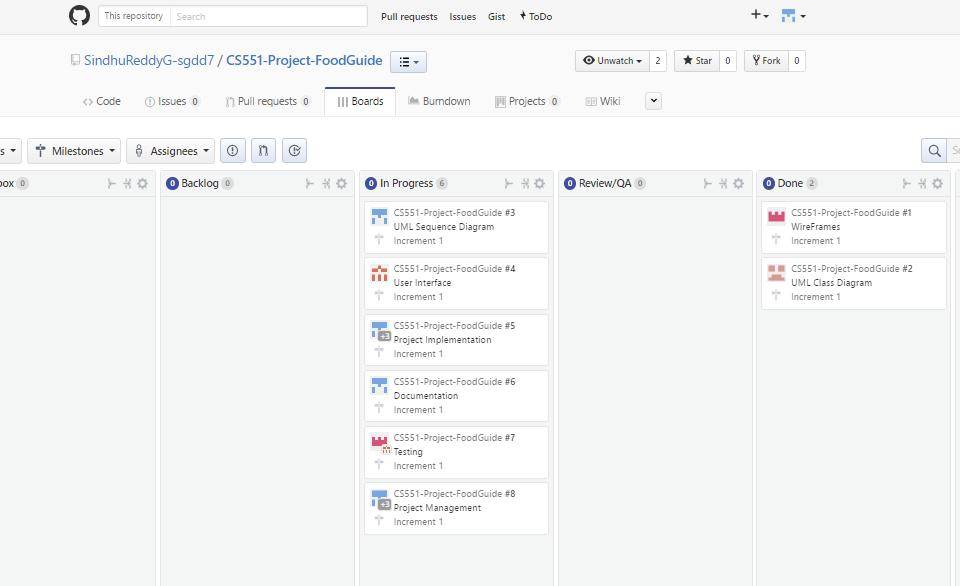 This repository Search Pull requests Issues Gist ToDo
SindhuReddyG-sgdd7 / CS551-Project-FoodGuide Unwatch 2 Star 0 Fork 0
Code Issues 0 Pull requests 0 Boards Burndown Projects 0 Wiki
s Milestones Assignees
box 0 0 Backlog 0 0 In Progress 6 0 Review/QA 0 0 Done 2
CS551-Project-FoodGuide #3
UML Sequence Diagram
Increment 1
CS551-Project-FoodGuide #4
User Interface
Increment 1
CS551-Project-FoodGuide #5
+3 Project Implementation
Increment 1
CS551-Project-FoodGuide #6
Documentation
Increment 1
CS551-Project-FoodGuide #7
Testing
Increment 1
CS551-Project-FoodGuide #8
+3 Project Management
Increment 1
CS551-Project-FoodGuide #1
WireFrames
Increment 1
CS551-Project-FoodGuide #2
UML Class Diagram
Increment 1